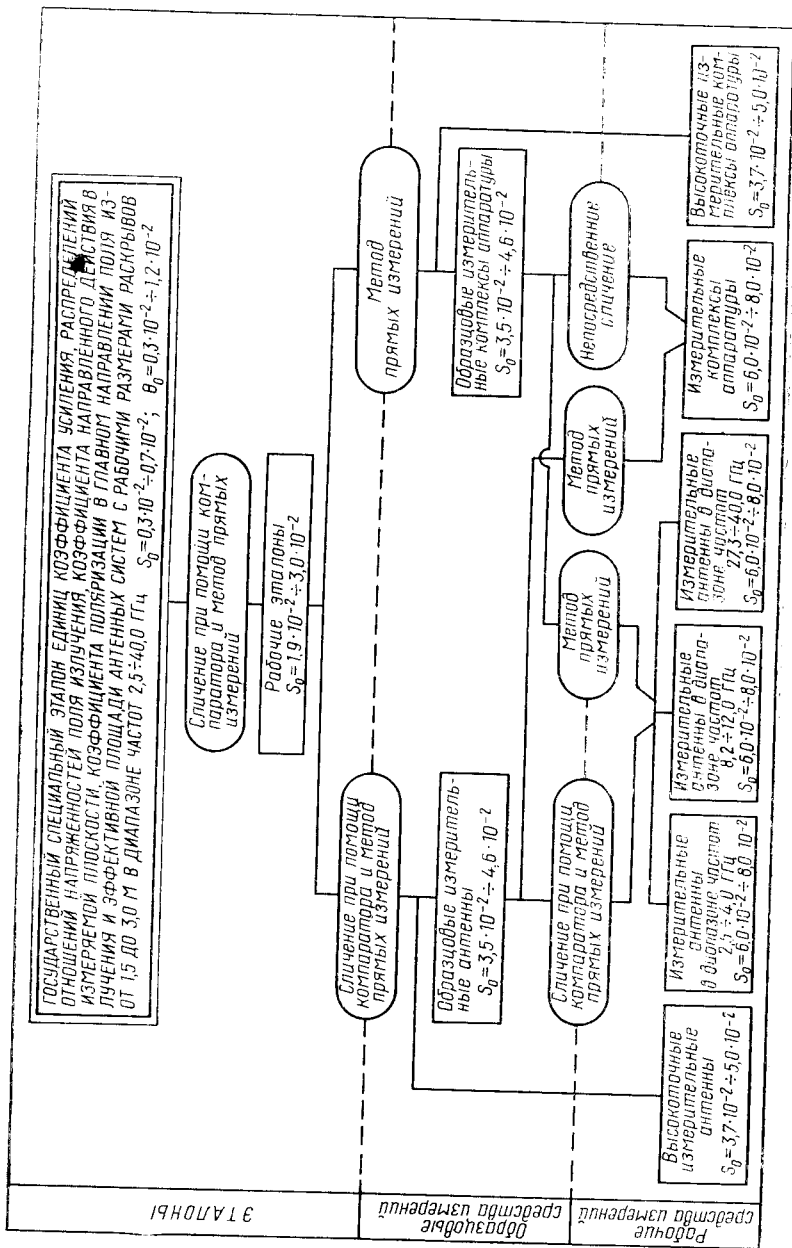 ГОСУДАРСТВЕННЫЙ СПЕЦИАЛЬНЫЙ ЭТАЛОН ЕДИНИЦ КОЭФФИЦИЕНТА УСИЛЕНИЯ, РАСПРЕДЕЛЕНИЙ
ОТНОШЕНИЙ НАПРЯЖЕННОСТЕЙ ПОЛЯ ИЗЛУЧЕНИЯ, КОЭФФИЦИЕНТА НАПРАВЛЕННОГО ДЕЙСТВИЯ В
ИЗМЕРЯЕМОЙ ПЛОСКОСТИ, КОЭФФИЦИЕНТА ПОЛЯРИЗАЦИИ В ГЛАВНОМ НАПРАВЛЕНИИ ПОЛЯ ИЗ-
ЛУЧЕНИЯ И ЭФФЕКТИВНОЙ ПЛОЩАДИ АНТЕННЫХ СИСТЕМ С РАБОЧИМИ РАЗМЕРАМИ РАСКРЫВОВ
ОТ 1,5 ДО 3,0 М В ДИАПАЗОНЕ ЧАСТОТ 2,5÷40,0 ГГц S₀=0,3·10⁻²÷0,7·10⁻²; θ₀=0,3·10⁻²÷1,2·10⁻²
ЭТАЛОНЫ
Сличение при помощи ком-
паратора и метод прямых
измерений
Рабочие эталоны
S₀=1,9·10⁻²÷3,0·10⁻²
Сличение при помощи
компаратора и метод
прямых измерений
Метод
прямых измерений
Образцовые
средства измерений
Образцовые измеритель-
ные антенны
S₀=3,5·10⁻²÷4,6·10⁻²
Образцовые измеритель-
ные комплексы аппаратуры
S₀=3,5·10⁻²÷4,6·10⁻²
Сличение при помощи
компаратора и метод
прямых измерений
Метод
прямых
измерений
Метод
прямых
измерений
Непосредственное
сличение
Рабочие
средства измерений
Высокоточные
измерительные
антенны
S₀=3,7·10⁻²÷5,0·10⁻²
Измерительные
антенны
в диапазоне частот
2,5÷4,0 ГГц
S₀=6,0·10⁻²÷8,0·10⁻²
Измерительные
антенны в диапа-
зоне частот
8,2÷12,0 ГГц
S₀=6,0·10⁻²÷8,0·10⁻²
Измерительные
антенны в диапа-
зоне частот
27,3÷40,0 ГГц
S₀=6,0·10⁻²÷8,0·10⁻²
Измерительные
комплексы
аппаратуры
S₀=6,0·10⁻²÷8,0·10⁻²
Высокоточные из-
мерительные ком-
плексы аппаратуры
S₀=3,7·10⁻²÷5,0·10⁻²